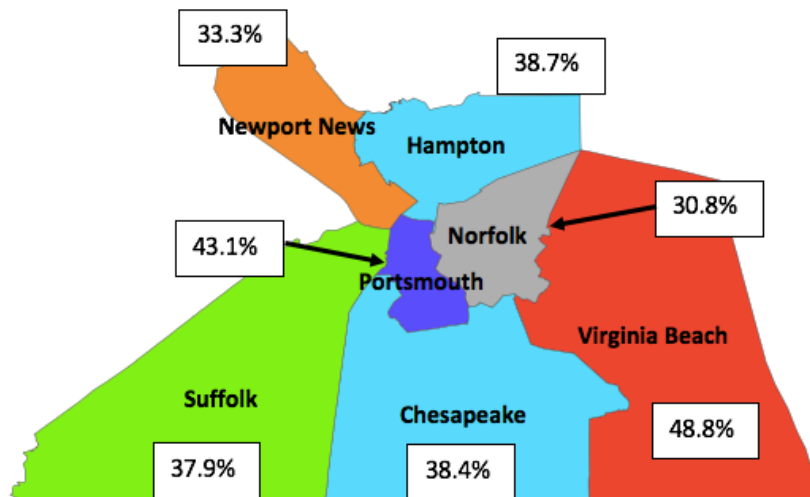 33.3%
38.7%
Newport News
Hampton
30.8%
43.1%
Norfolk
Portsmouth
Virginia Beach
Suffolk
Chesapeake
48.8%
37.9%
38.4%